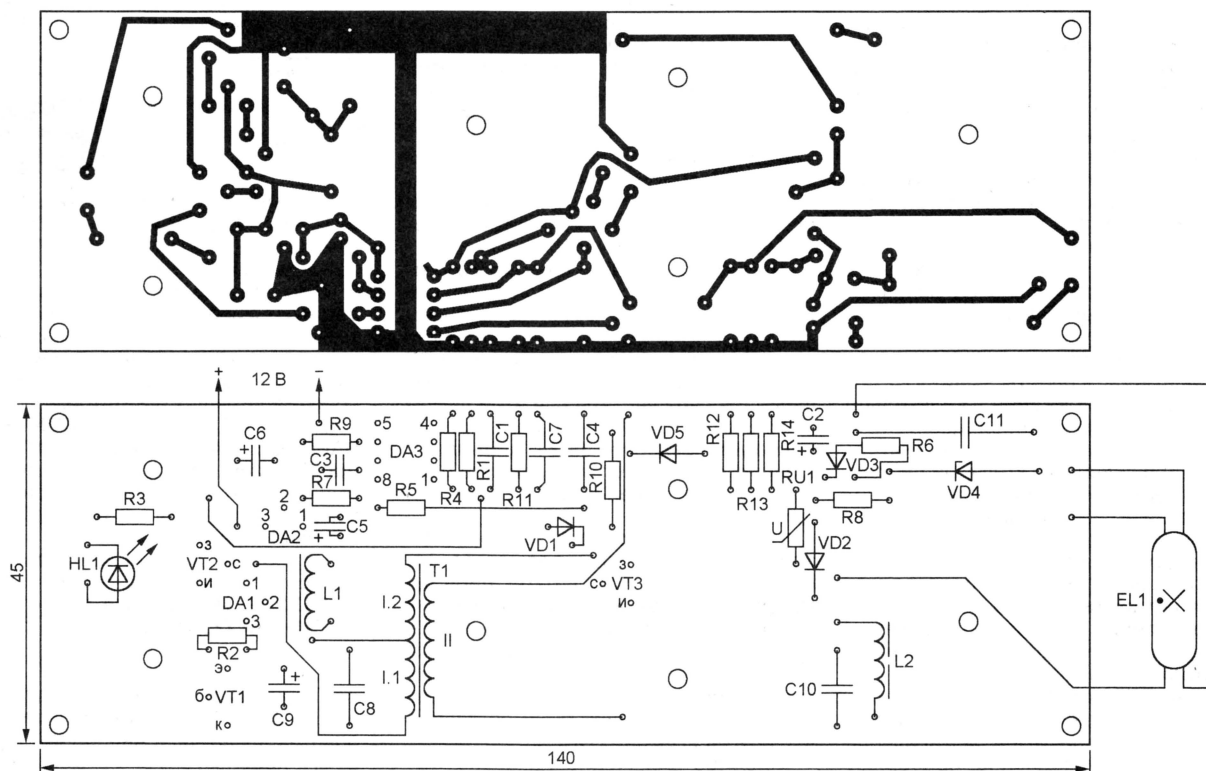 + 12 В –
C6
R9
5
4
C3
DA3
R7
8
1
R5
R4
R1
C1
R11
C7
C4
R10
VD5
R12
R13
R14
C2
VD3
R6
C11
RU1
VD4
R8
R3
2
3
1
DA2
+
C5
VD1
U
VD2
HL1
з
VT2
с
и
1
DA1
2
3
L1
T1
I.2
II
I.1
з
с
VT3
и
EL1
R2
э
б
VT1
к
+
C9
C8
C10
L2
45
140